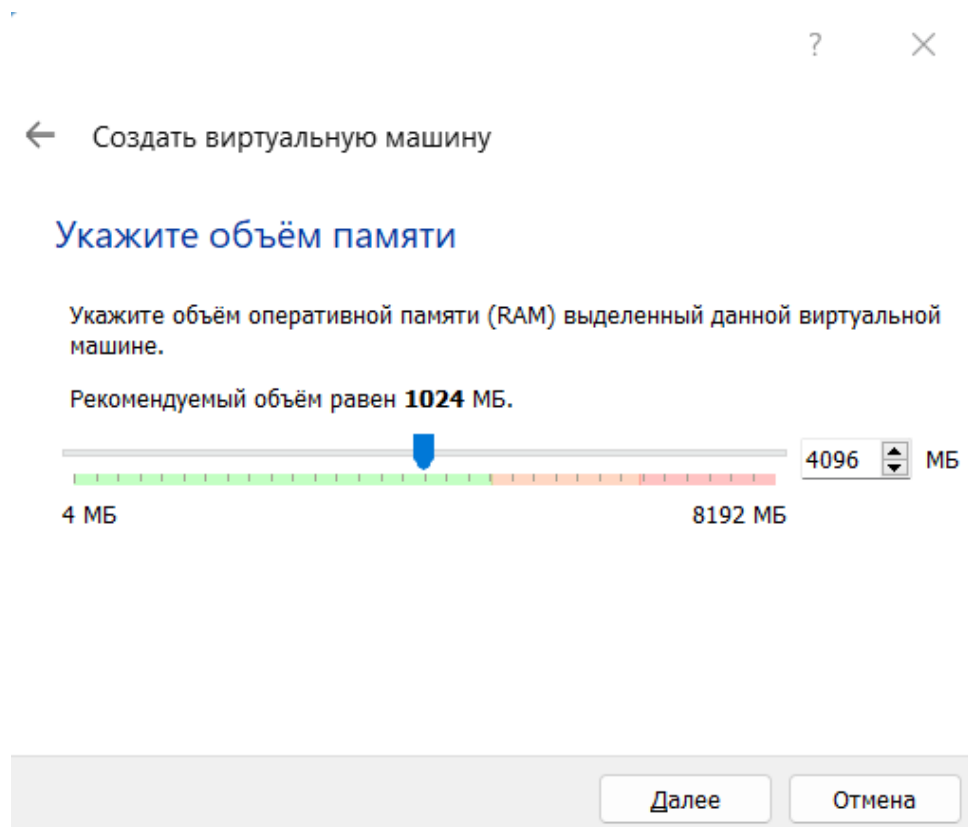 ?
Создать виртуальную машину
Укажите объём памяти
Укажите объём оперативной памяти (RAM) выделенный данной виртуальной
машине.
Рекомендуемый объём равен 1024 МБ.
4096 МБ
4 МБ 8192 МБ
Далее Отмена